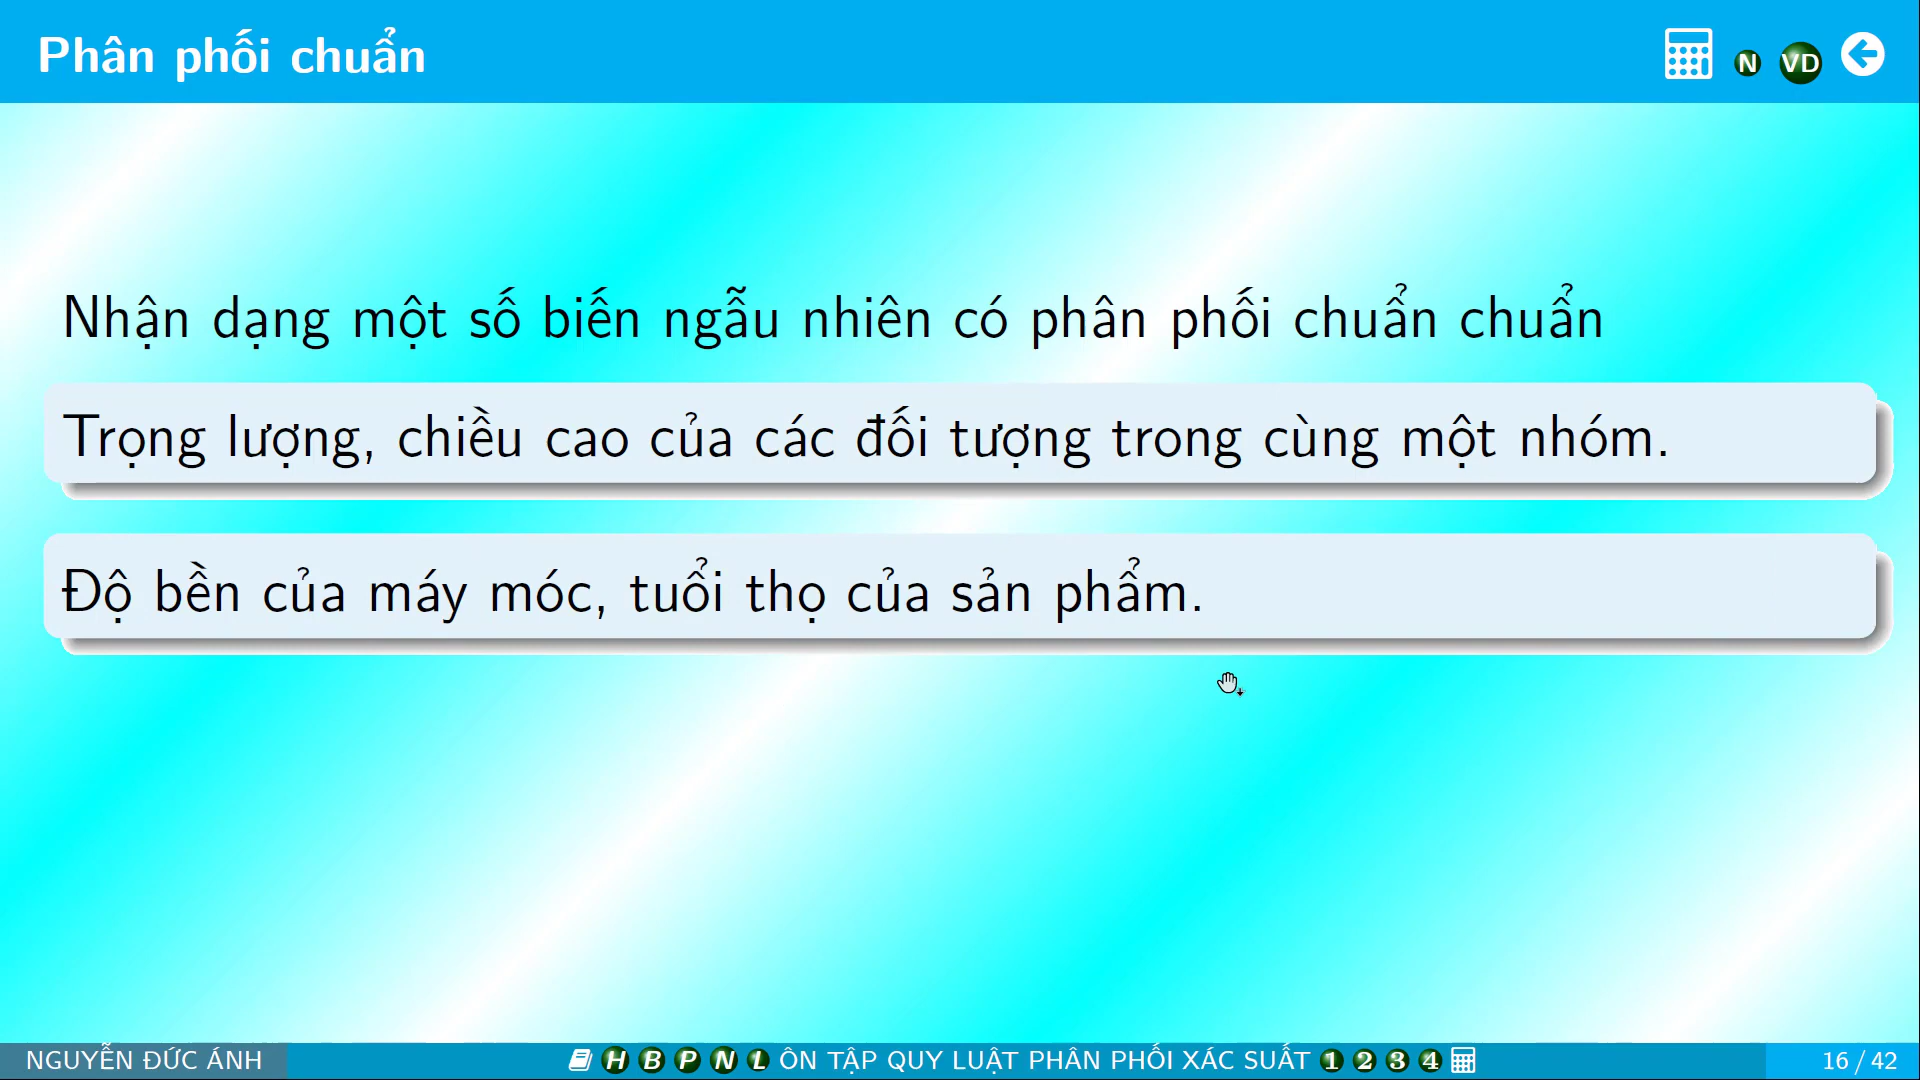 Phân phối chuẩn
N VD
Nhận dạng một số biến ngẫu nhiên có phân phối chuẩn chuẩn
Trọng lượng, chiều cao của các đối tượng trong cùng một nhóm.
Độ bền của máy móc, tuổi thọ của sản phẩm.
NGUYỄN ĐỨC ÁNH
H B P N L ÔN TẬP QUY LUẬT PHÂN PHỐI XÁC SUẤT 1 2 3 4
16 / 42